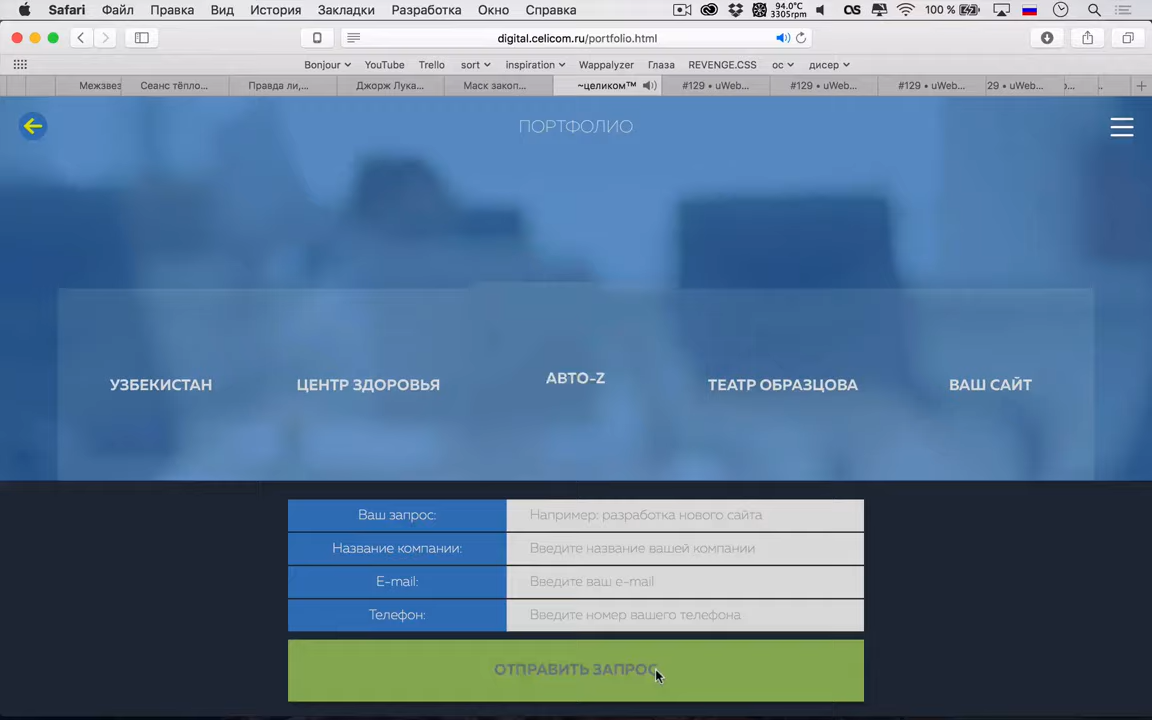 Safari Файл Правка Вид История Закладки Разработка Окно Справка 94.0°C 3305rpm 100 %
digital.celicom.ru/portfolio.html
Bonjour YouTube Trello sort inspiration Wappalyzer Глаза REVENGE.CSS ос дисер
Межзвез Сеанс тёпло... Правда ли,... Джорж Лука... Маск закоп... ~целиком™ #129 • uWeb... #129 • uWeb... #129 • uWeb... 29 • uWeb...
ПОРТФОЛИО
УЗБЕКИСТАН ЦЕНТР ЗДОРОВЬЯ АВТО-Z ТЕАТР ОБРАЗЦОВА ВАШ САЙТ
Ваш запрос: Например: разработка нового сайта
Название компании: Введите название вашей компании
E-mail: Введите ваш e-mail
Телефон: Введите номер вашего телефона
ОТПРАВИТЬ ЗАПРОС